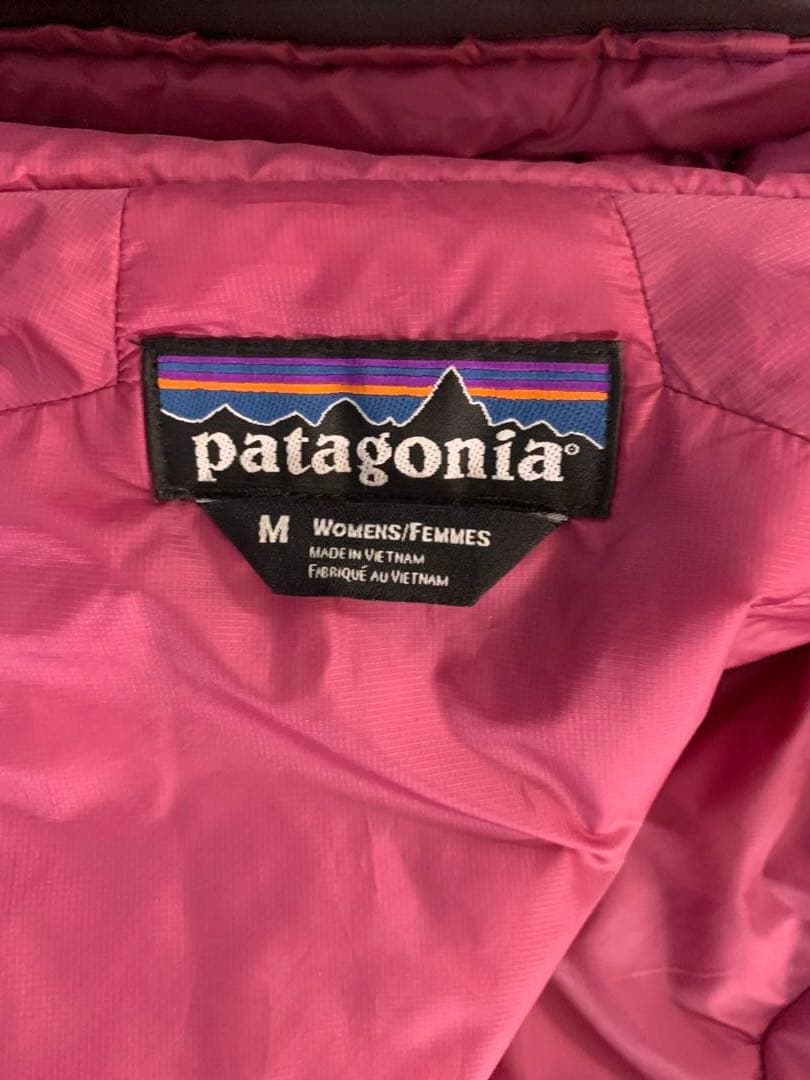 patagonia®
M WOMENS/FEMMES
MADE IN VIETNAM
FABRIQUÉ AU VIETNAM